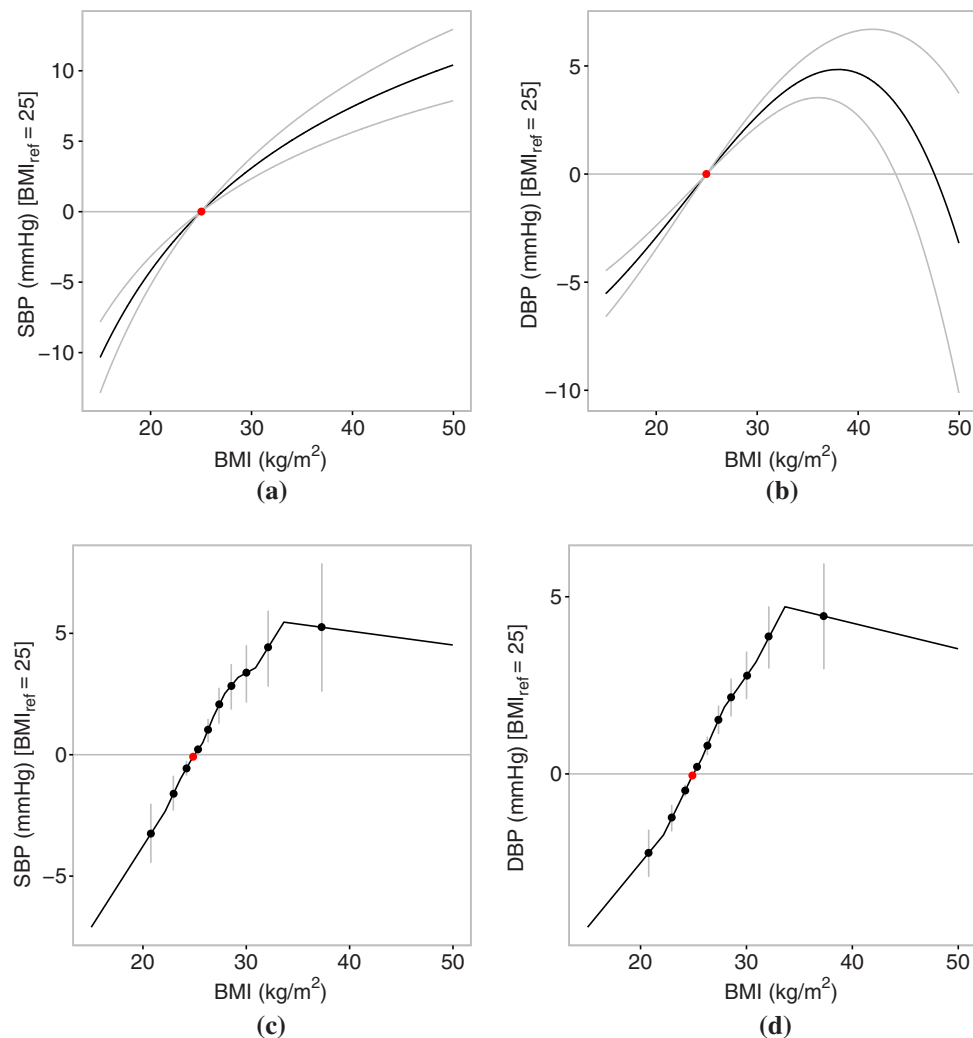 SBP (mmHg) [BMIref = 25]
10
5
0
−5
−10
20
30
40
50
BMI (kg/m2)
(a)
DBP (mmHg) [BMIref = 25]
5
0
−5
−10
20
30
40
50
BMI (kg/m2)
(b)
SBP (mmHg) [BMIref = 25]
5
0
−5
20
30
40
50
BMI (kg/m2)
(c)
DBP (mmHg) [BMIref = 25]
5
0
20
30
40
50
BMI (kg/m2)
(d)